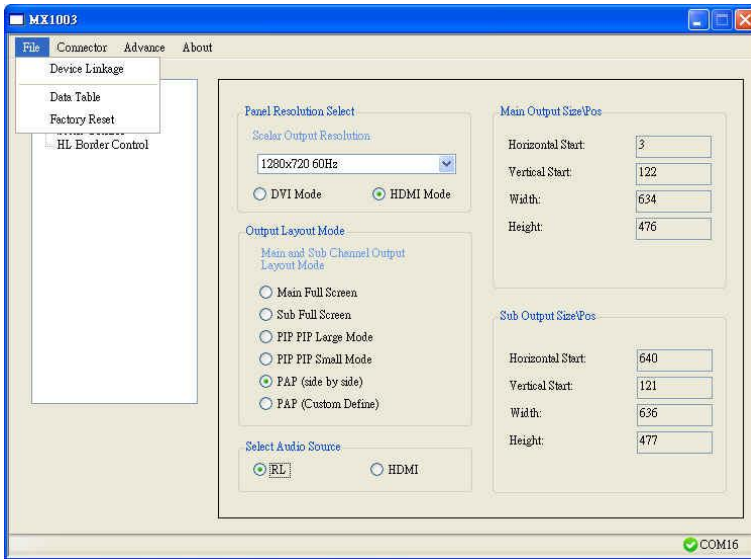 MX1003
File Connector Advance About
Device Linkage
Data Table
Factory Reset
HL Border Control
Panel Resolution Select
Scalar Output Resolution
1280x720 60Hz
DVI Mode HDMI Mode
Output Layout Mode
Main and Sub Channel Output
Layout Mode
Main Full Screen
Sub Full Screen
PIP PIP Large Mode
PIP PIP Small Mode
PAP (side by side)
PAP (Custom Define)
Select Audio Source
RL HDMI
Main Output Size\Pos
Horizontal Start: 3
Vertical Start: 122
Width: 634
Height: 476
Sub Output Size\Pos
Horizontal Start: 640
Vertical Start: 121
Width: 636
Height: 477
COM16